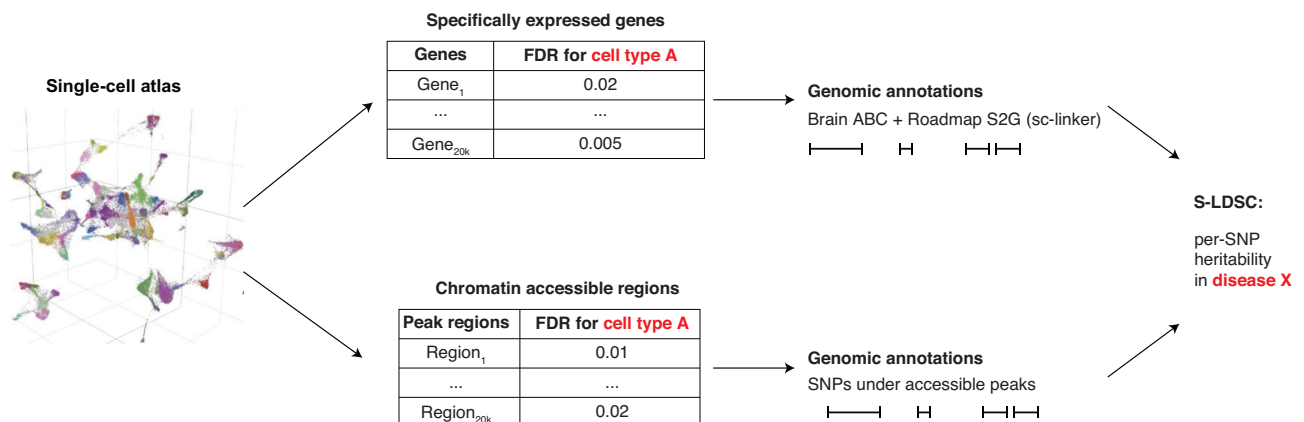 Single-cell atlas
Specifically expressed genes
Genes FDR for cell type A
Gene1 0.02
... ...
Gene20k 0.005
Genomic annotations
Brain ABC + Roadmap S2G (sc-linker)
Chromatin accessible regions
Peak regions FDR for cell type A
Region1 0.01
... ...
Region20k 0.02
Genomic annotations
SNPs under accessible peaks
S-LDSC:
per-SNP
heritability
in disease X